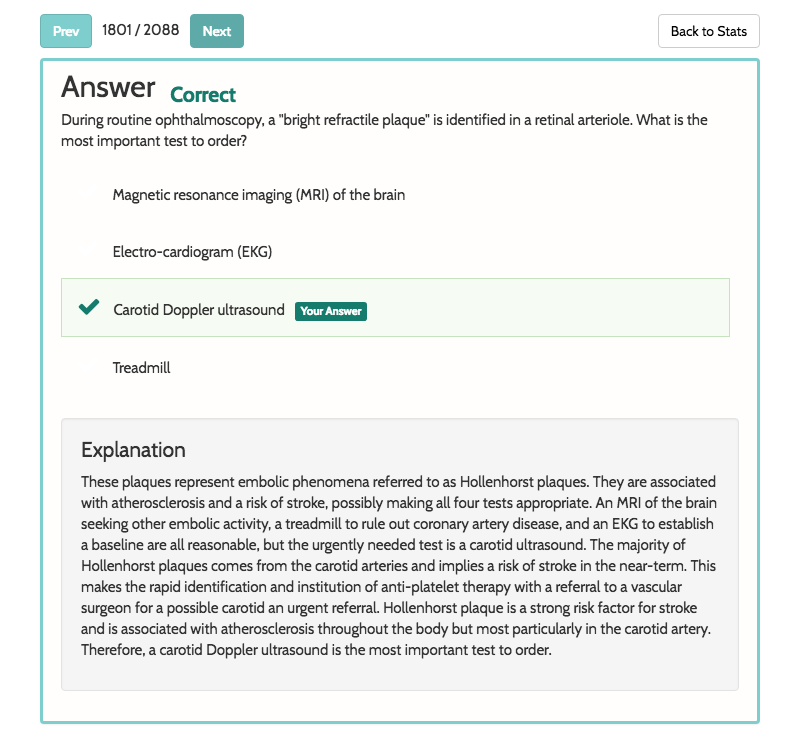 Prev 1801 / 2088 Next Back to Stats
Answer Correct
During routine ophthalmoscopy, a "bright refractile plaque" is identified in a retinal arteriole. What is the
most important test to order?
Magnetic resonance imaging (MRI) of the brain
Electro-cardiogram (EKG)
Carotid Doppler ultrasound Your Answer
Treadmill
Explanation
These plaques represent embolic phenomena referred to as Hollenhorst plaques. They are associated
with atherosclerosis and a risk of stroke, possibly making all four tests appropriate. An MRI of the brain
seeking other embolic activity, a treadmill to rule out coronary artery disease, and an EKG to establish
a baseline are all reasonable, but the urgently needed test is a carotid ultrasound. The majority of
Hollenhorst plaques comes from the carotid arteries and implies a risk of stroke in the near-term. This
makes the rapid identification and institution of anti-platelet therapy with a referral to a vascular
surgeon for a possible carotid an urgent referral. Hollenhorst plaque is a strong risk factor for stroke
and is associated with atherosclerosis throughout the body but most particularly in the carotid artery.
Therefore, a carotid Doppler ultrasound is the most important test to order.